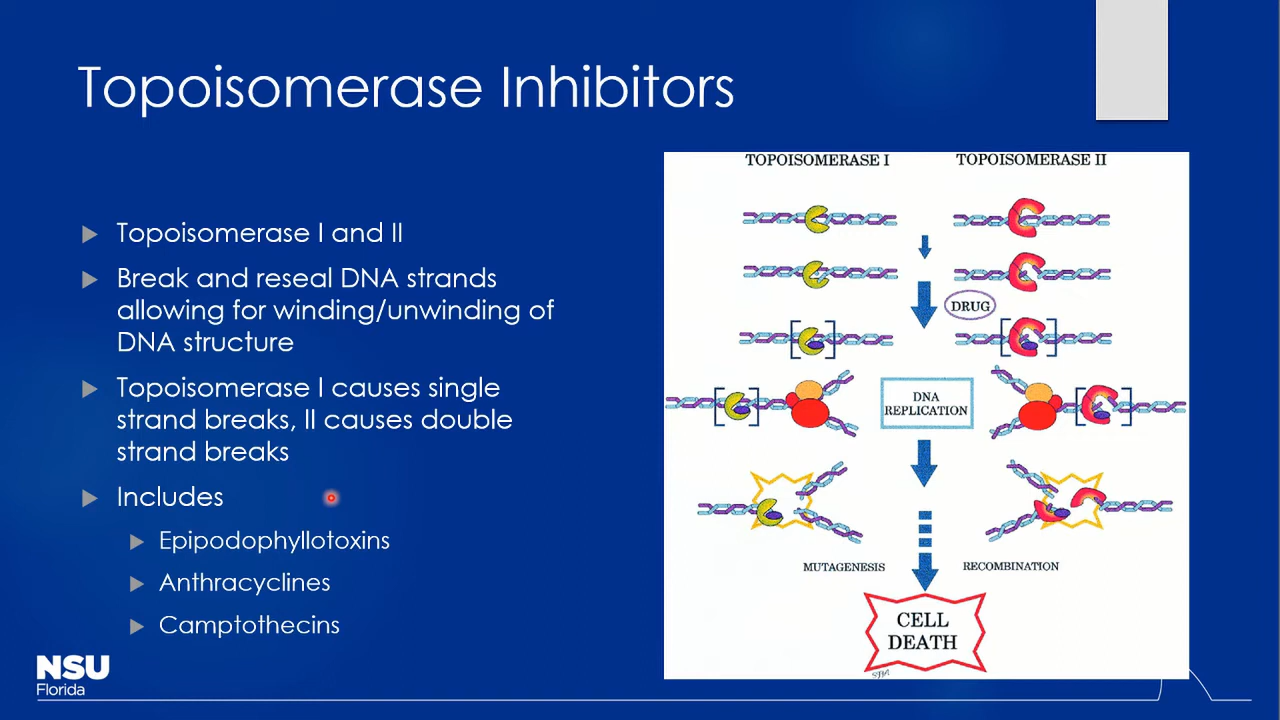 Topoisomerase Inhibitors
Topoisomerase I and II
Break and reseal DNA strands
allowing for winding/unwinding of
DNA structure
Topoisomerase I causes single
strand breaks, II causes double
strand breaks
Includes
Epipodophyllotoxins
Anthracyclines
Camptothecins
NSU
Florida
TOPOISOMERASE I
TOPOISOMERASE II
DRUG
DNA
REPLICATION
MUTAGENESIS
RECOMBINATION
CELL
DEATH